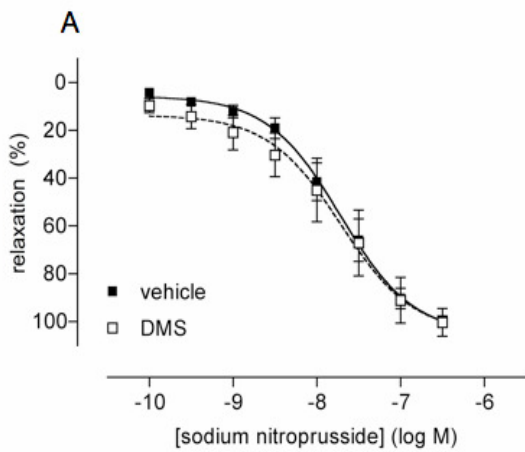 A
0
20
40
60
80
100
relaxation (%)
vehicle
DMS
-10 -9 -8 -7 -6
[sodium nitroprusside] (log M)